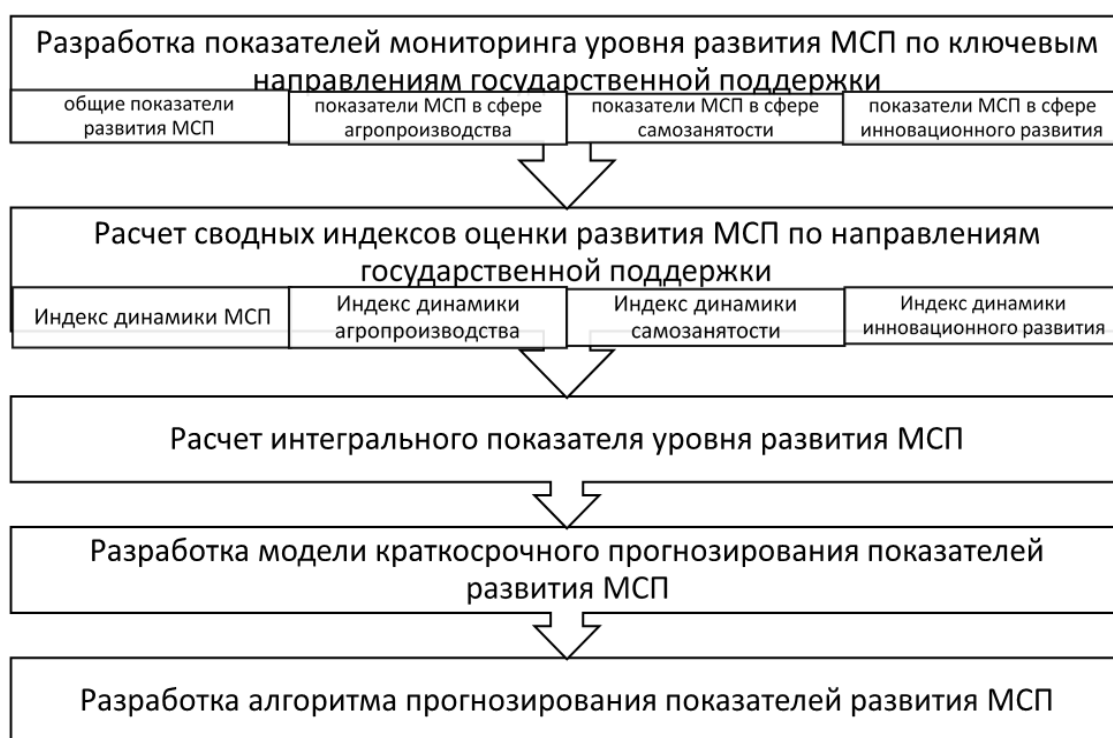 Разработка показателей мониторинга уровня развития МСП по ключевым
направлениям государственной поддержки
общие показатели
развития МСП
показатели МСП в сфере
агропроизводства
показатели МСП в сфере
самозанятости
показатели МСП в сфере
инновационного развития
Расчет сводных индексов оценки развития МСП по направлениям
государственной поддержки
Индекс динамики МСП
Индекс динамики
агропроизводства
Индекс динамики
самозанятости
Индекс динамики
инновационного развития
Расчет интегрального показателя уровня развития МСП
Разработка модели краткосрочного прогнозирования показателей
развития МСП
Разработка алгоритма прогнозирования показателей развития МСП